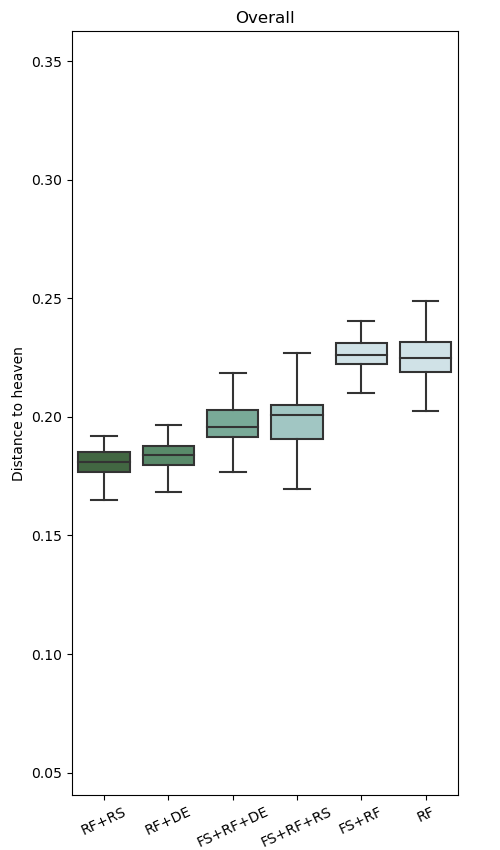 Overall
Distance to heaven
0.35
0.30
0.25
0.20
0.15
0.10
0.05
RF+RS
RF+DE
FS+RF+DE
FS+RF+RS
FS+RF
RF